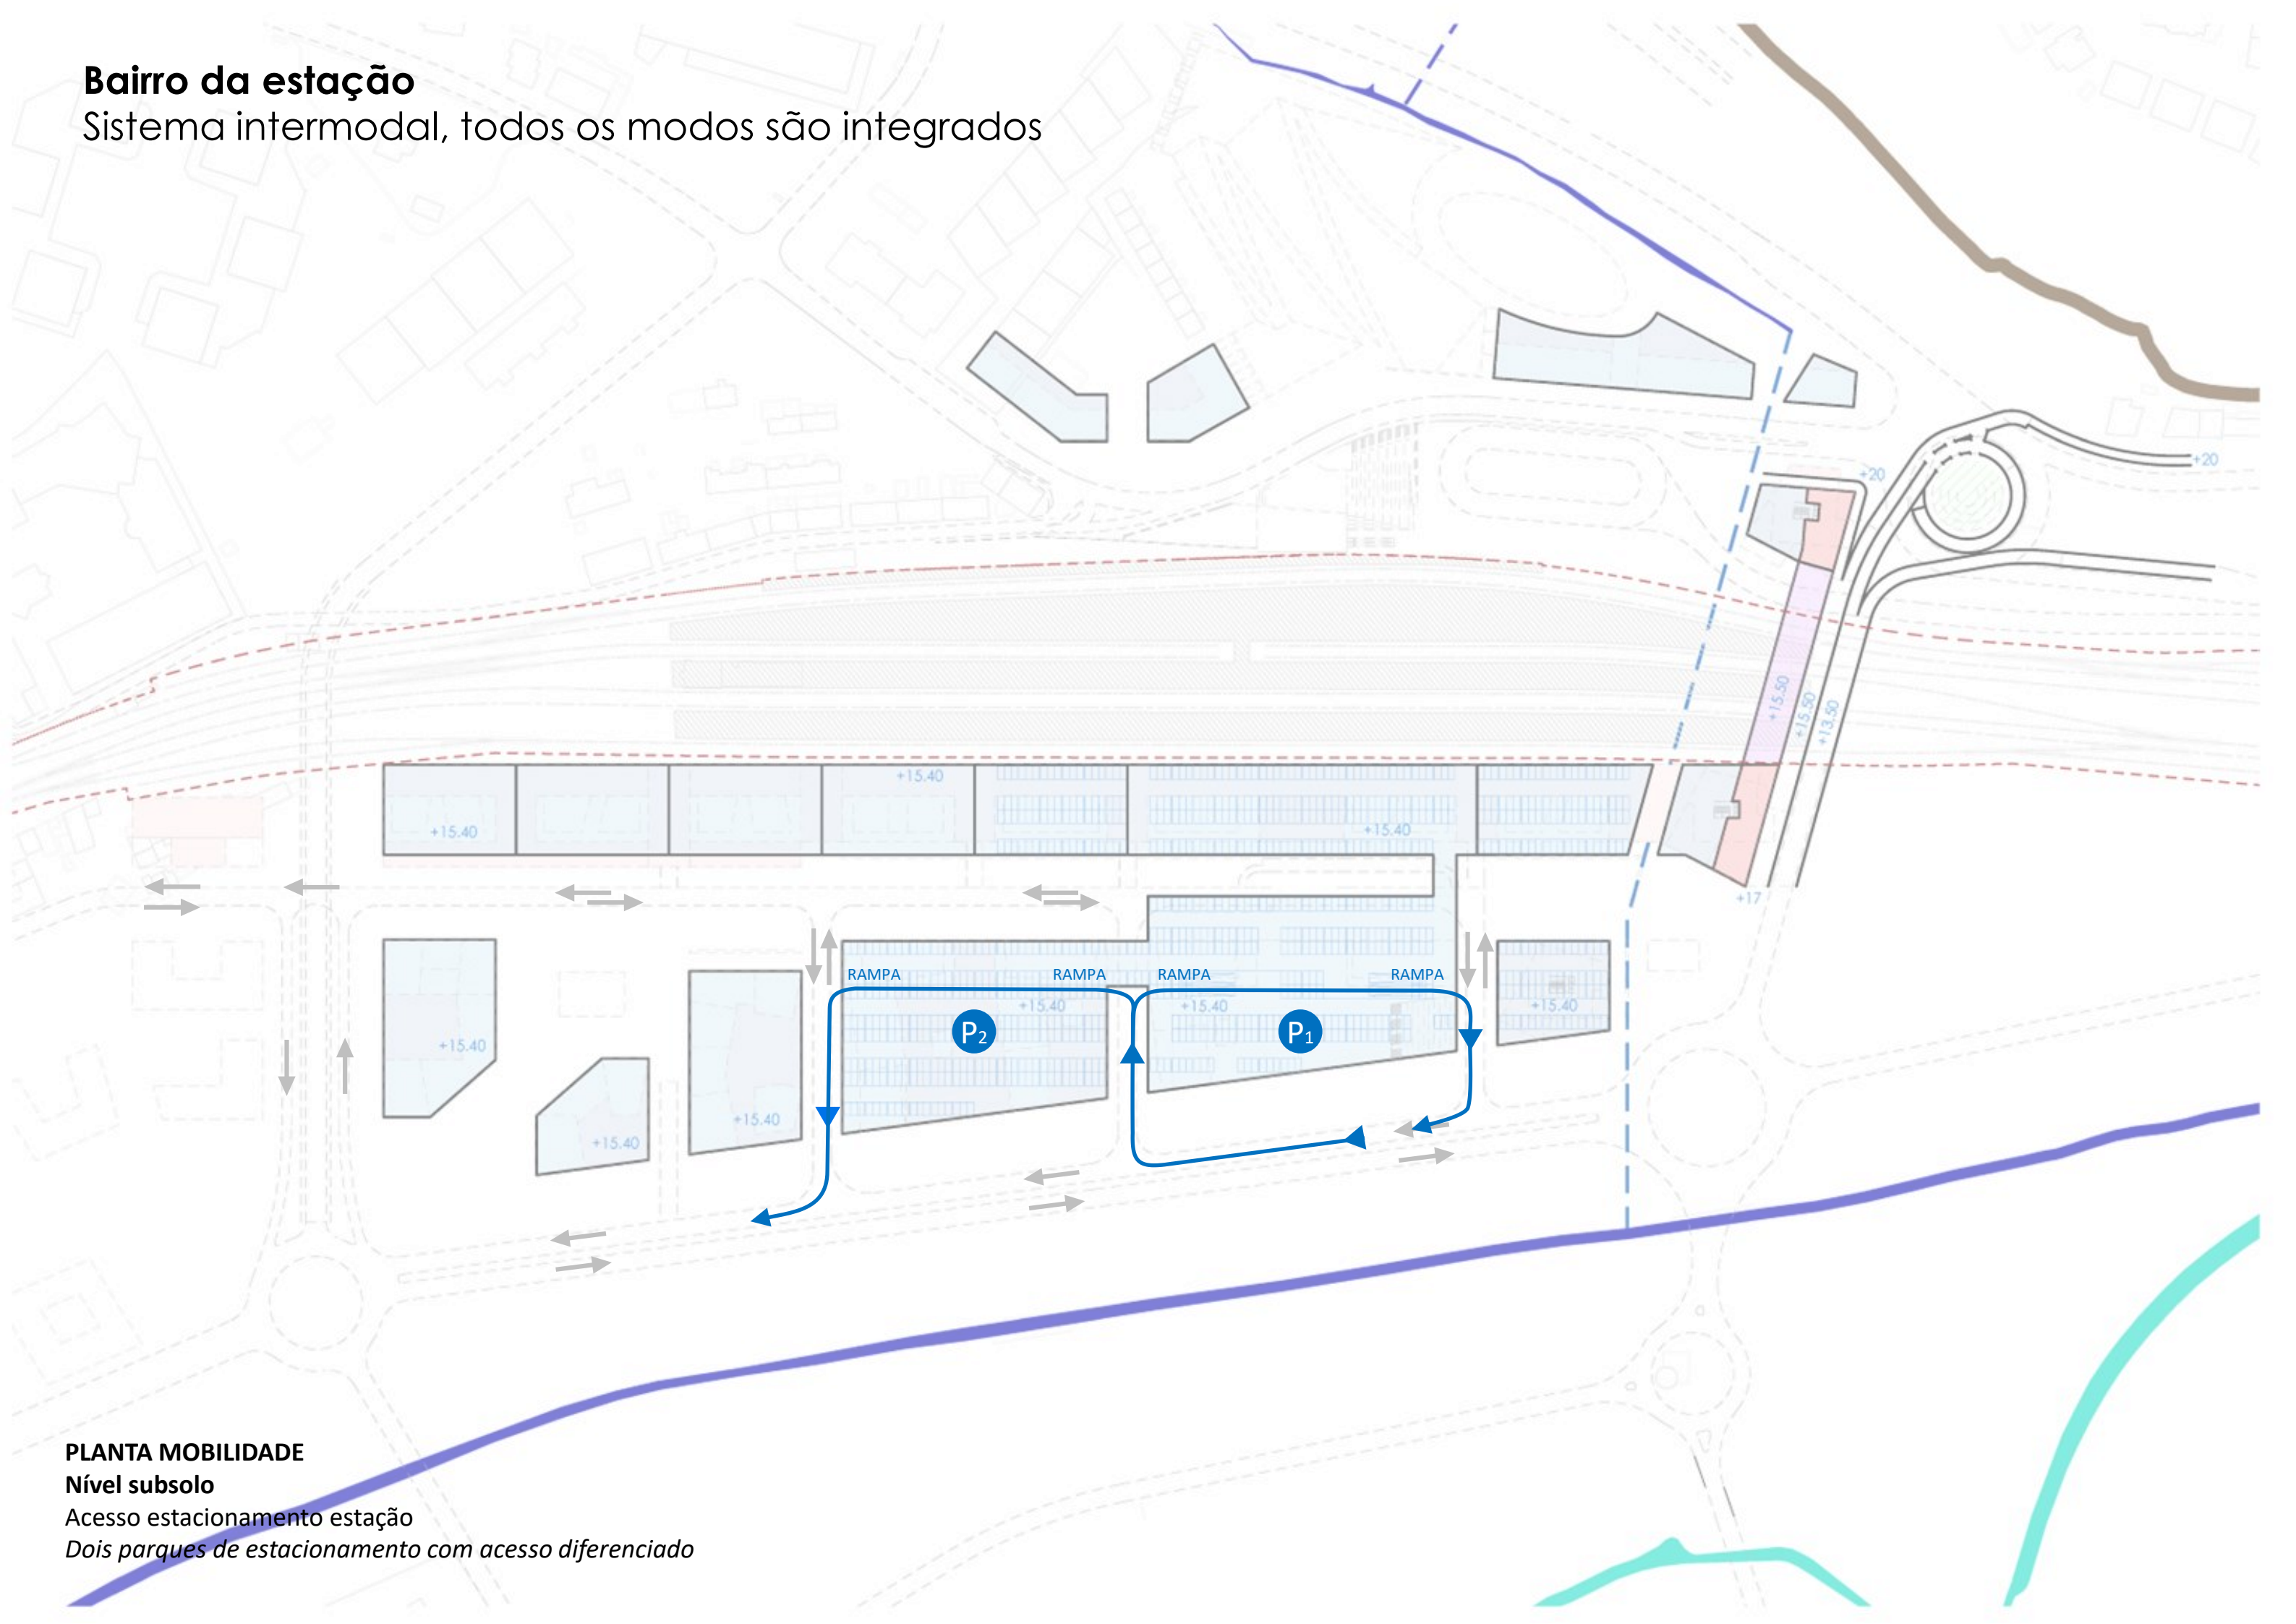 Bairro da estação
Sistema intermodal, todos os modos são integrados
+20
+20
+15.50
+15.50
+13.50
+15.40
+15.40
+15.40
+17
RAMPA
RAMPA
RAMPA
RAMPA
+15.40
+15.40
+15.40
P2
P1
+15.40
+15.40
+15.40
PLANTA MOBILIDADE
Nível subsolo
Acesso estacionamento estação
Dois parques de estacionamento com acesso diferenciado